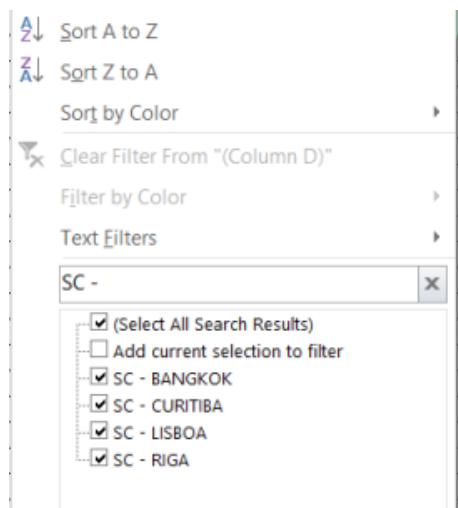 Sort A to Z
Sort Z to A
Sort by Color
Clear Filter From "(Column D)"
Filter by Color
Text Filters
SC -
(Select All Search Results)
Add current selection to filter
SC - BANGKOK
SC - CURITIBA
SC - LISBOA
SC - RIGA